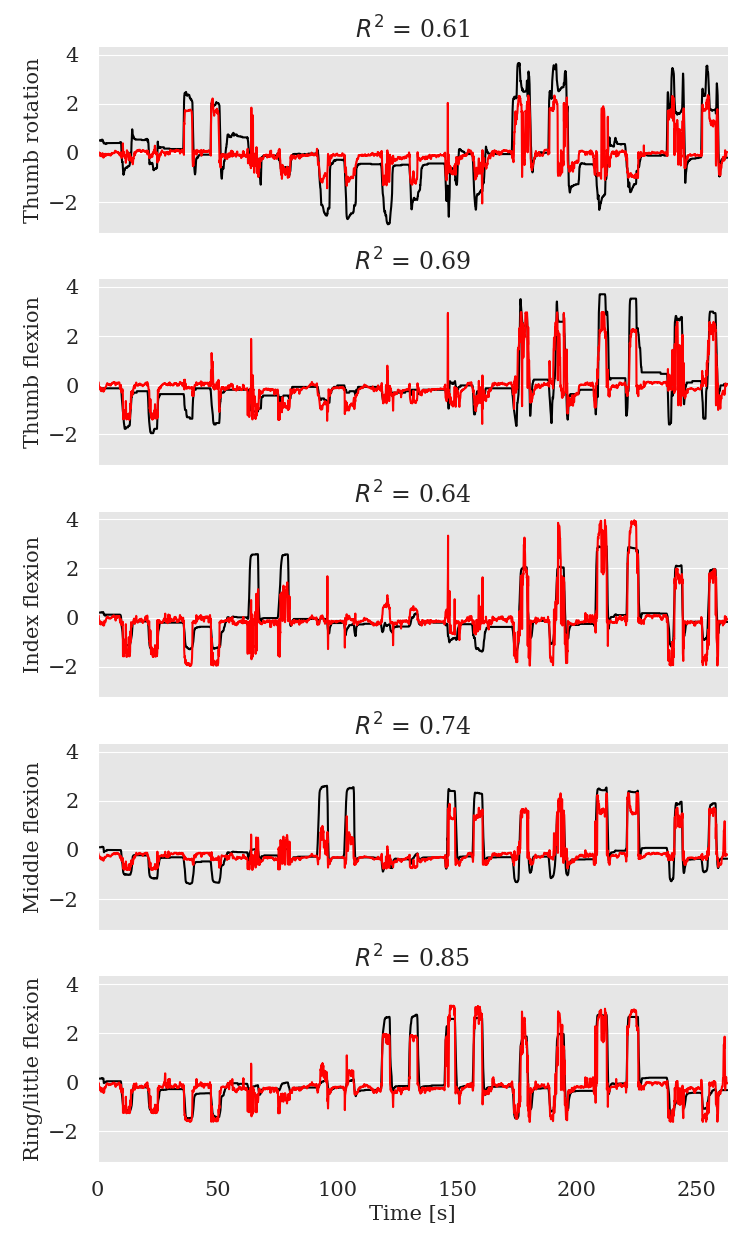 R² = 0.61
Thumb rotation
4
2
0
−2
R² = 0.69
Thumb flexion
4
2
0
−2
R² = 0.64
Index flexion
4
2
0
−2
R² = 0.74
Middle flexion
4
2
0
−2
R² = 0.85
Ring/little flexion
4
2
0
−2
0 50 100 150 200 250
Time [s]